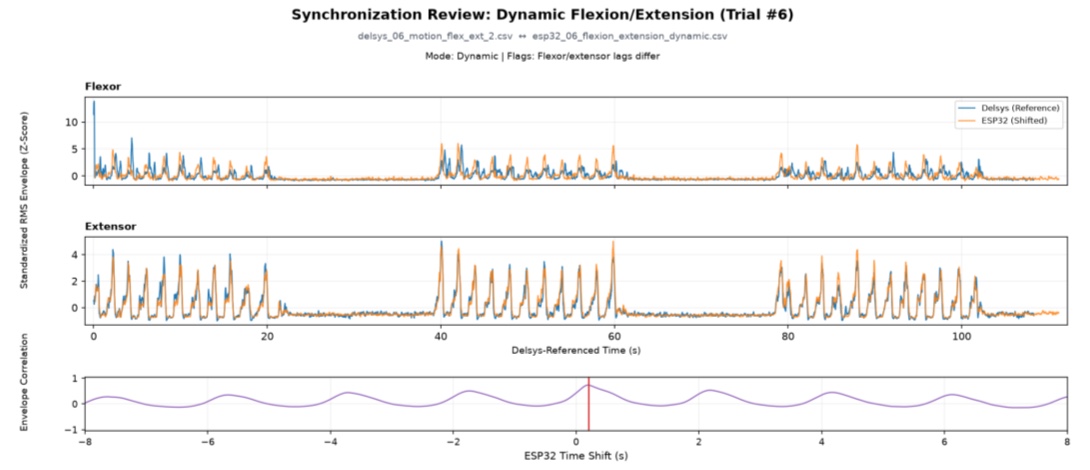 Synchronization Review: Dynamic Flexion/Extension (Trial #6)
delsys_06_motion_flex_ext_2.csv ↔ esp32_06_flexion_extension_dynamic.csv
Mode: Dynamic | Flags: Flexor/extensor lags differ
Standardized RMS Envelope (Z-Score)
Flexor
10
5
0
Delsys (Reference)
ESP32 (Shifted)
Extensor
4
2
0
0 20 40 60 80 100
Delsys-Referenced Time (s)
Envelope Correlation
1
0
−1
−8 −6 −4 −2 0 2 4 6 8
ESP32 Time Shift (s)